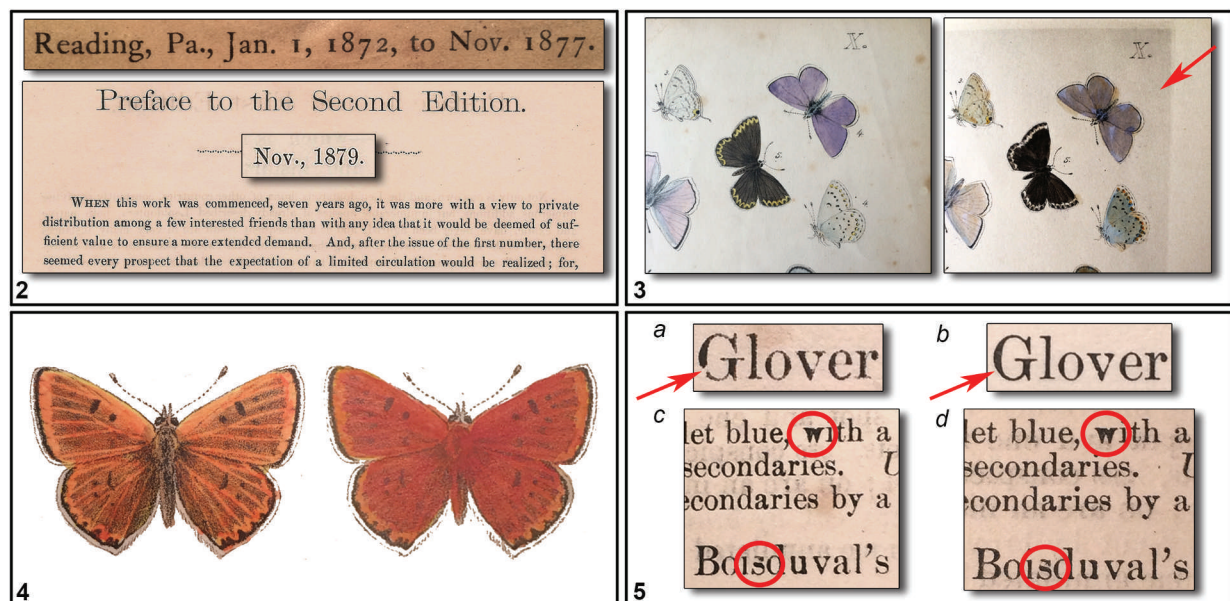 Reading, Pa., Jan. 1, 1872, to Nov. 1877.
Preface to the Second Edition.
Nov., 1879.
WHEN this work was commenced, seven years ago, it was more with a view to private
distribution among a few interested friends than with any idea that it would be deemed of suf-
ficient value to ensure a more extended demand. And, after the issue of the first number, there
seemed every prospect that the expectation of a limited circulation would be realized; for,
2
X.
4.
5.
X.
4.
5.
3
4
a
Glover
b
Glover
c
let blue, with a
secondaries. U
econdaries by a
Boisduval's
d
let blue, with a
secondaries. U
econdaries by a
Boisduval's
5